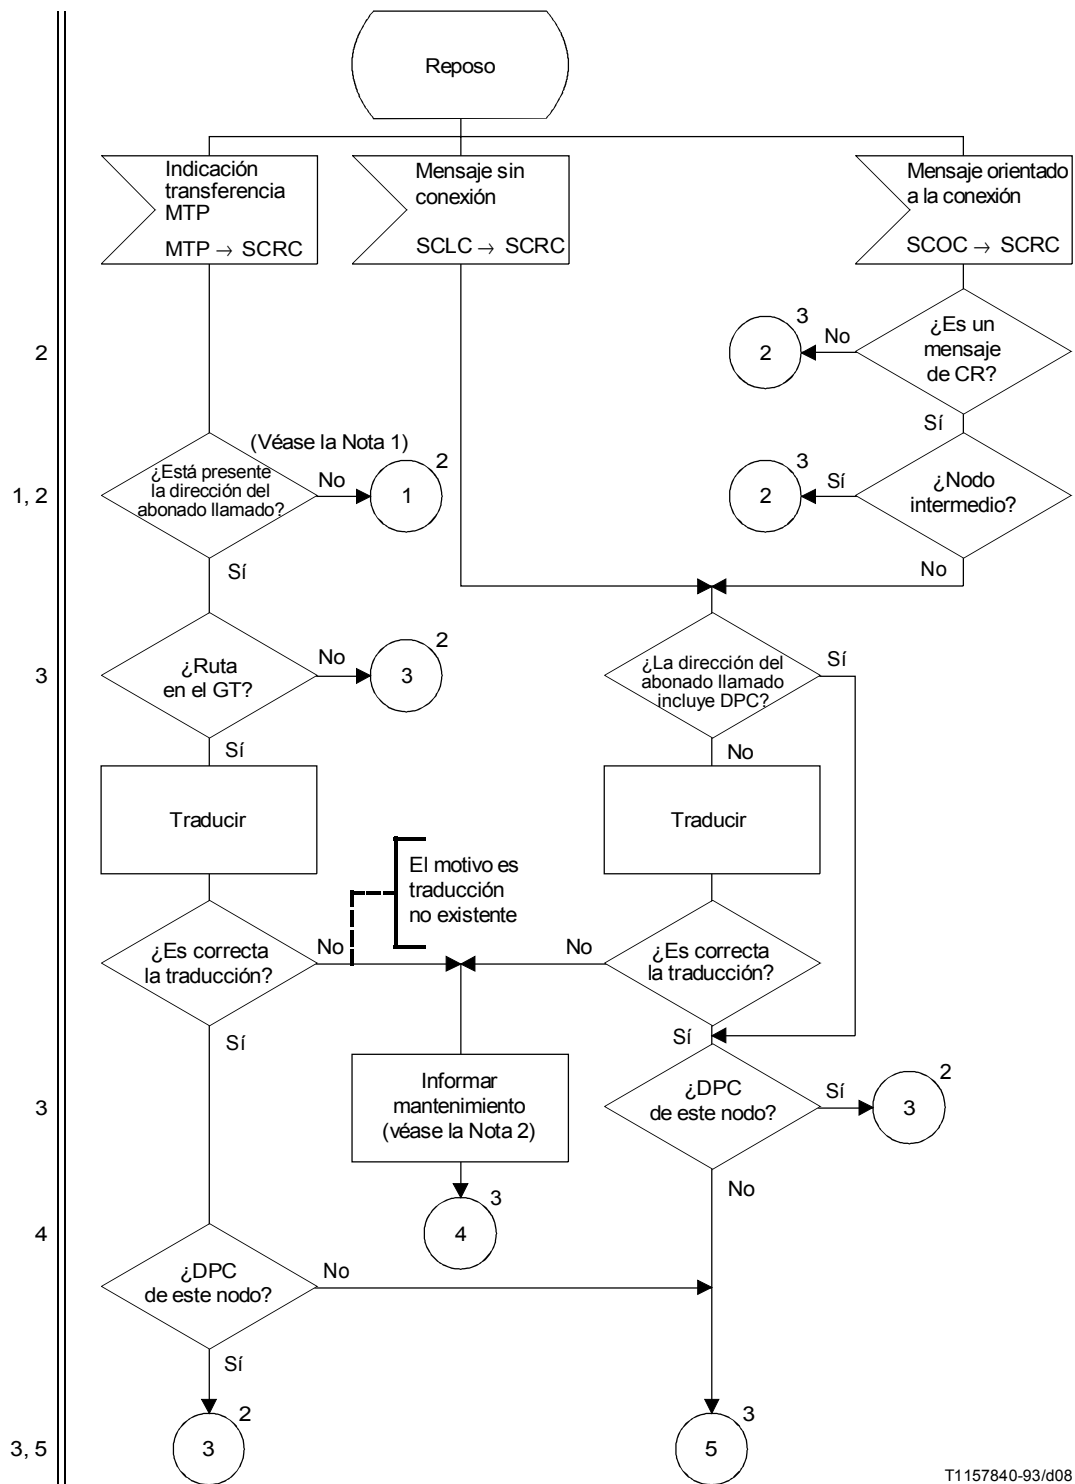 Reposo
Indicación
transferencia
MTP
MTP → SCRC
Mensaje sin
conexión
SCLC → SCRC
Mensaje orientado
a la conexión
SCOC → SCRC
2
3
2
No
¿Es un
mensaje
de CR?
Sí
1, 2
¿Está presente
la dirección del
abonado llamado?
(Véase la Nota 1)
No
2
1
3
2
Sí
¿Nodo
intermedio?
Sí
No
3
¿Ruta
en el GT?
No
2
3
¿La dirección del
abonado llamado
incluye DPC?
Sí
Sí
No
Traducir
Traducir
El motivo es
traducción
no existente
¿Es correcta
la traducción?
No
No
¿Es correcta
la traducción?
Sí
Sí
3
Informar
mantenimiento
(véase la Nota 2)
¿DPC
de este nodo?
Sí
2
3
No
4
3
4
¿DPC
de este nodo?
No
Sí
3, 5
2
3
3
5
T1157840-93/d08